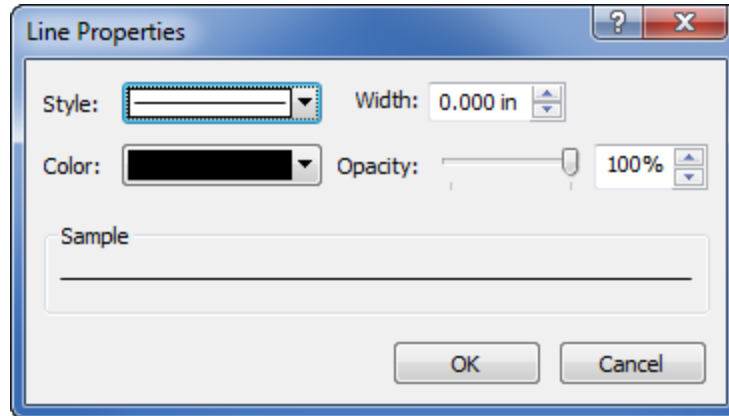 Line Properties
Style: Width: 0.000 in
Color: Opacity: 100%
Sample
OK Cancel